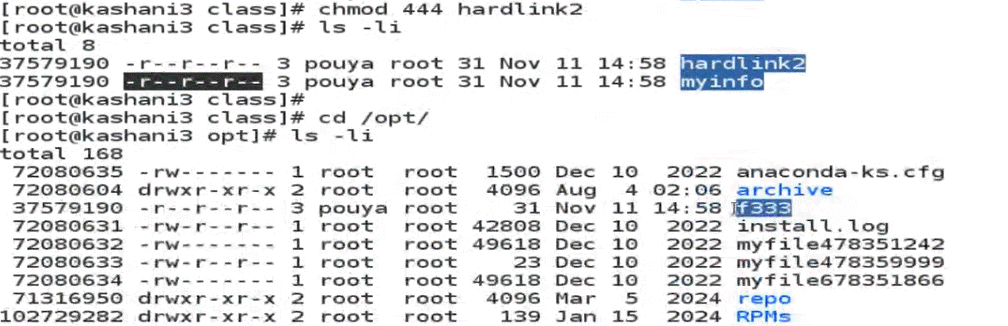 [root@kashani3 class]# chmod 444 hardlink2
[root@kashani3 class]# ls -li
total 8
37579190 -r--r--r-- 3 pouya root 31 Nov 11 14:58 hardlink2
37579190 -r--r--r-- 3 pouya root 31 Nov 11 14:58 myinfo
[root@kashani3 class]#
[root@kashani3 class]# cd /opt/
[root@kashani3 opt]# ls -li
total 168
72080635 -rw------- 1 root root 1500 Dec 10 2022 anaconda-ks.cfg
72080604 drwxr-xr-x 2 root root 4096 Aug 4 02:06 archive
37579190 -r--r--r-- 3 pouya root 31 Nov 11 14:58 f333
72080631 -rw-r--r-- 1 root root 42808 Dec 10 2022 install.log
72080632 -rw------- 1 root root 49618 Dec 10 2022 myfile478351242
72080633 -rw-r--r-- 1 root root 23 Dec 10 2022 myfile478359999
72080634 -rw------- 1 root root 49618 Dec 10 2022 myfile678351866
71316950 drwxr-xr-x 2 root root 4096 Mar 5 2024 repo
102729282 drwxr-xr-x 2 root root 139 Jan 15 2024 RPMs